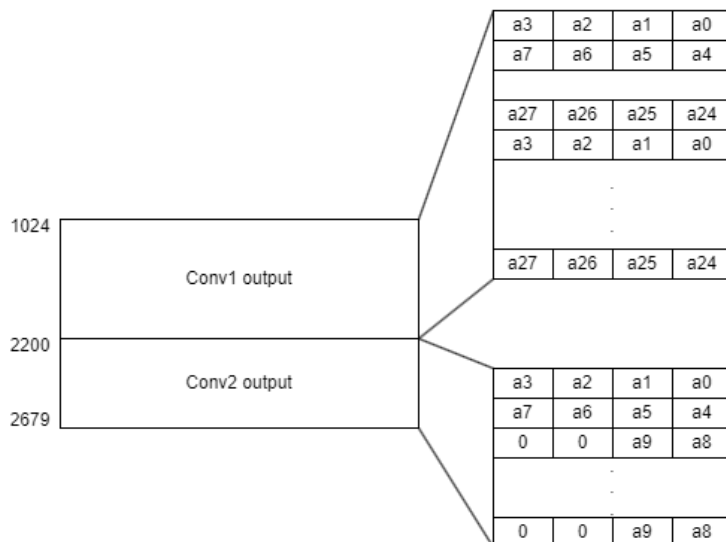 a3 a2 a1 a0
a7 a6 a5 a4
a27 a26 a25 a24
a3 a2 a1 a0
.
.
.
a27 a26 a25 a24
1024
Conv1 output
2200
Conv2 output
2679
a3 a2 a1 a0
a7 a6 a5 a4
0 0 a9 a8
.
.
.
0 0 a9 a8